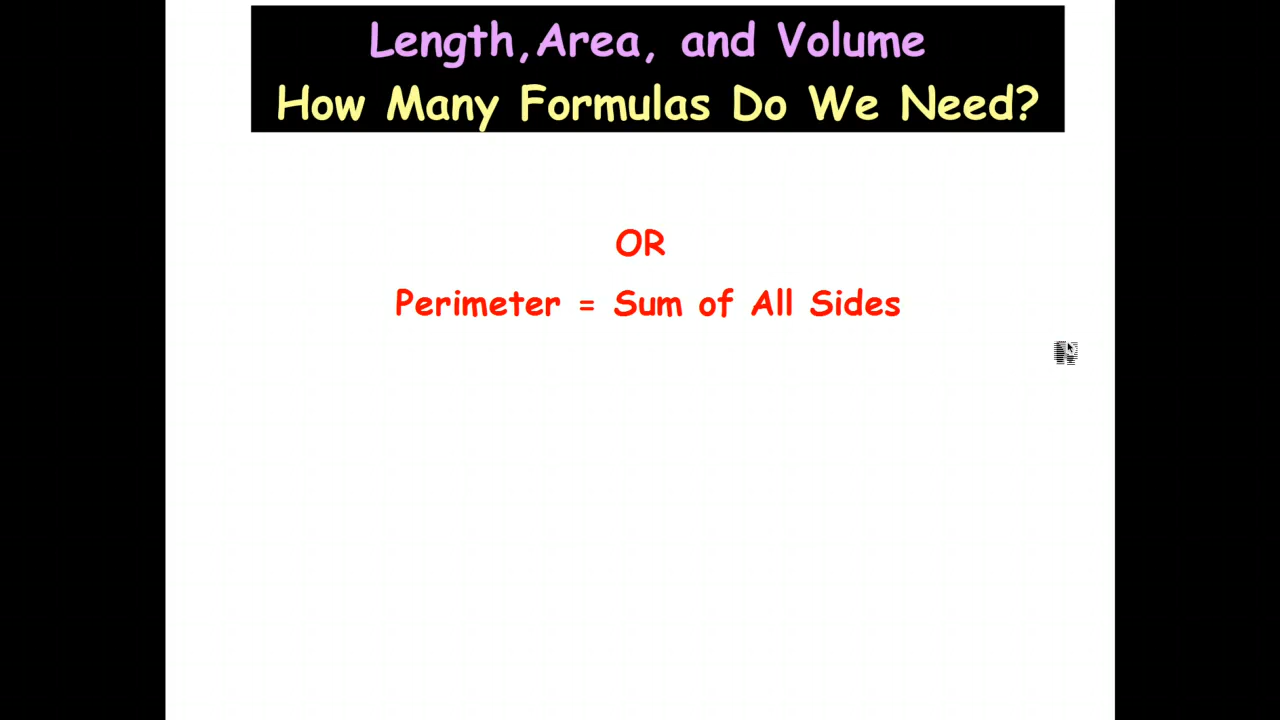 Length, Area, and Volume
How Many Formulas Do We Need?
OR
Perimeter = Sum of All Sides